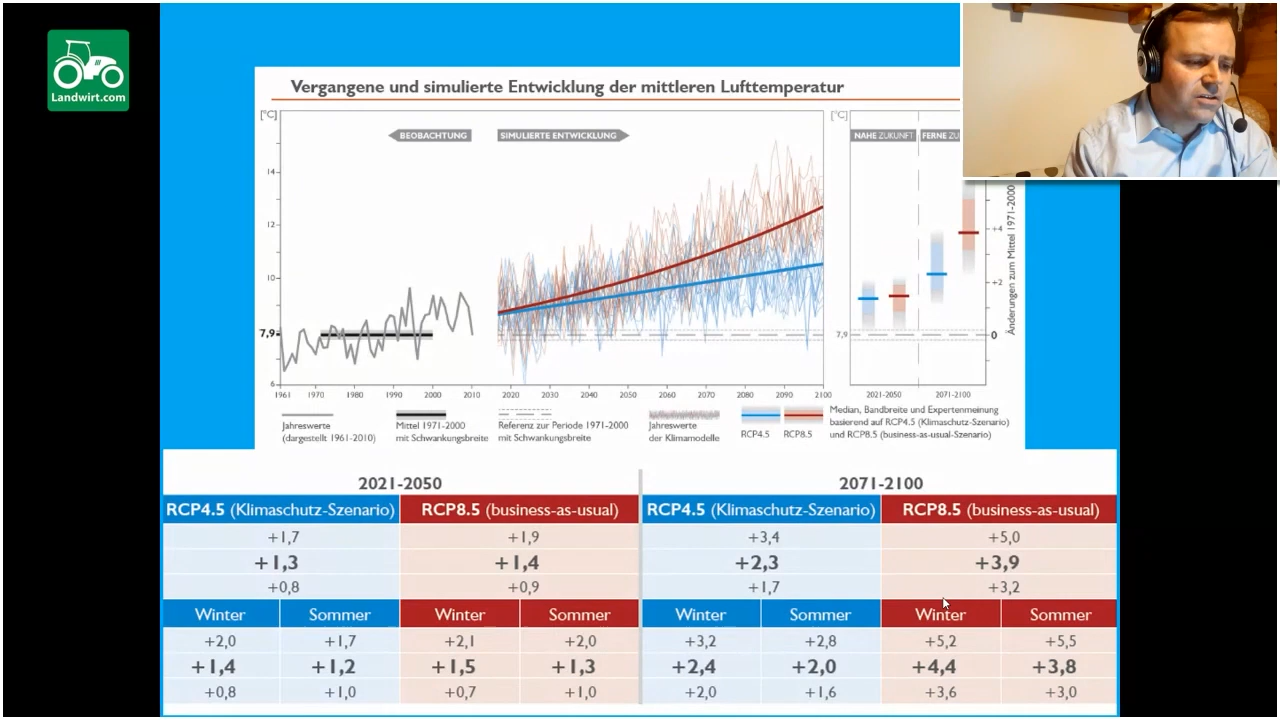 Landwirt.com
Vergangene und simulierte Entwicklung der mittleren Lufttemperatur
[°C]
BEOBACHTUNG
SIMULIERTE ENTWICKLUNG
[°C]
NAHE ZUKUNFT
FERNE ZU
14
12
10
7,9
6
7,9
+4
+2
0
Änderungen zum Mittel 1971-2000
1961
1970
1980
1990
2000
2010
2020
2030
2040
2050
2060
2070
2080
2090
2100
2021-2050
2071-2100
Jahreswerte
(dargestellt 1961-2010)
Mittel 1971-2000
mit Schwankungsbreite
Referenz zur Periode 1971-2000
mit Schwankungsbreite
Jahreswerte
der Klimamodelle
RCP4.5
RCP8.5
Median, Bandbreite und Expertenmeinung
basierend auf RCP4.5 (Klimaschutz-Szenario)
und RCP8.5 (business-as-usual-Szenario)
2021-2050 2071-2100
RCP4.5 (Klimaschutz-Szenario) RCP8.5 (business-as-usual) RCP4.5 (Klimaschutz-Szenario) RCP8.5 (business-as-usual)
+1,7 +1,9 +3,4 +5,0
+1,3 +1,4 +2,3 +3,9
+0,8 +0,9 +1,7 +3,2
Winter Sommer Winter Sommer Winter Sommer Winter Sommer
+2,0 +1,7 +2,1 +2,0 +3,2 +2,8 +5,2 +5,5
+1,4 +1,2 +1,5 +1,3 +2,4 +2,0 +4,4 +3,8
+0,8 +1,0 +0,7 +1,0 +2,0 +1,6 +3,6 +3,0